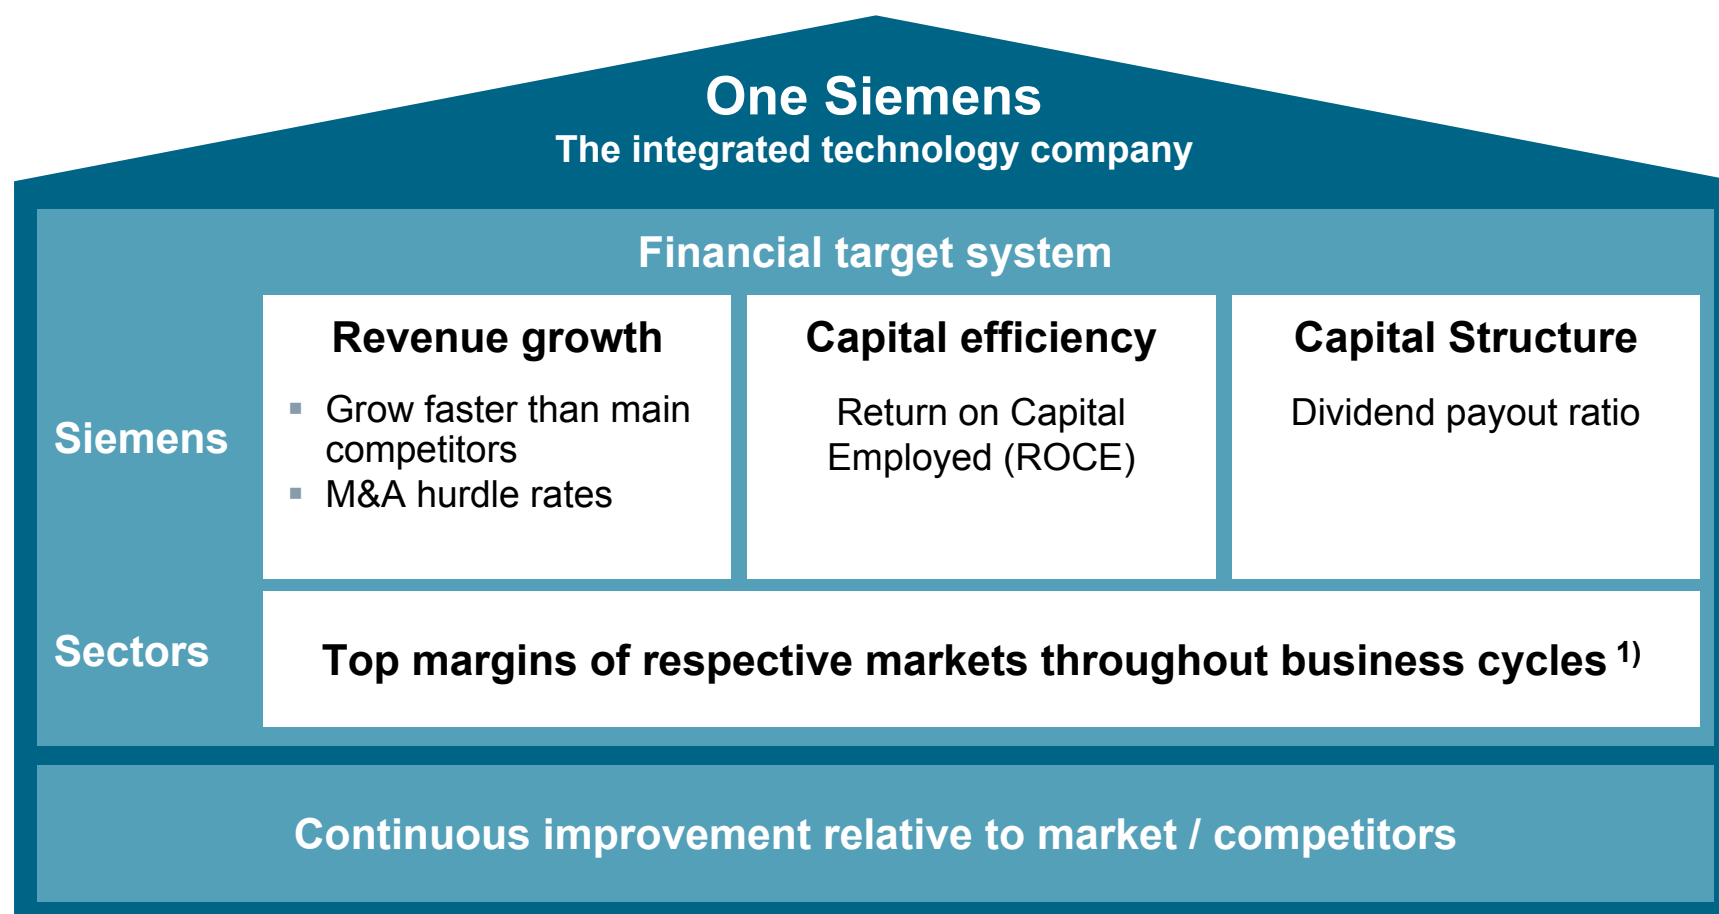 One Siemens
The integrated technology company
Financial target system
Siemens
Revenue growth
▪ Grow faster than main
competitors
▪ M&A hurdle rates
Capital efficiency
Return on Capital
Employed (ROCE)
Capital Structure
Dividend payout ratio
Sectors
Top margins of respective markets throughout business cycles 1)
Continuous improvement relative to market / competitors